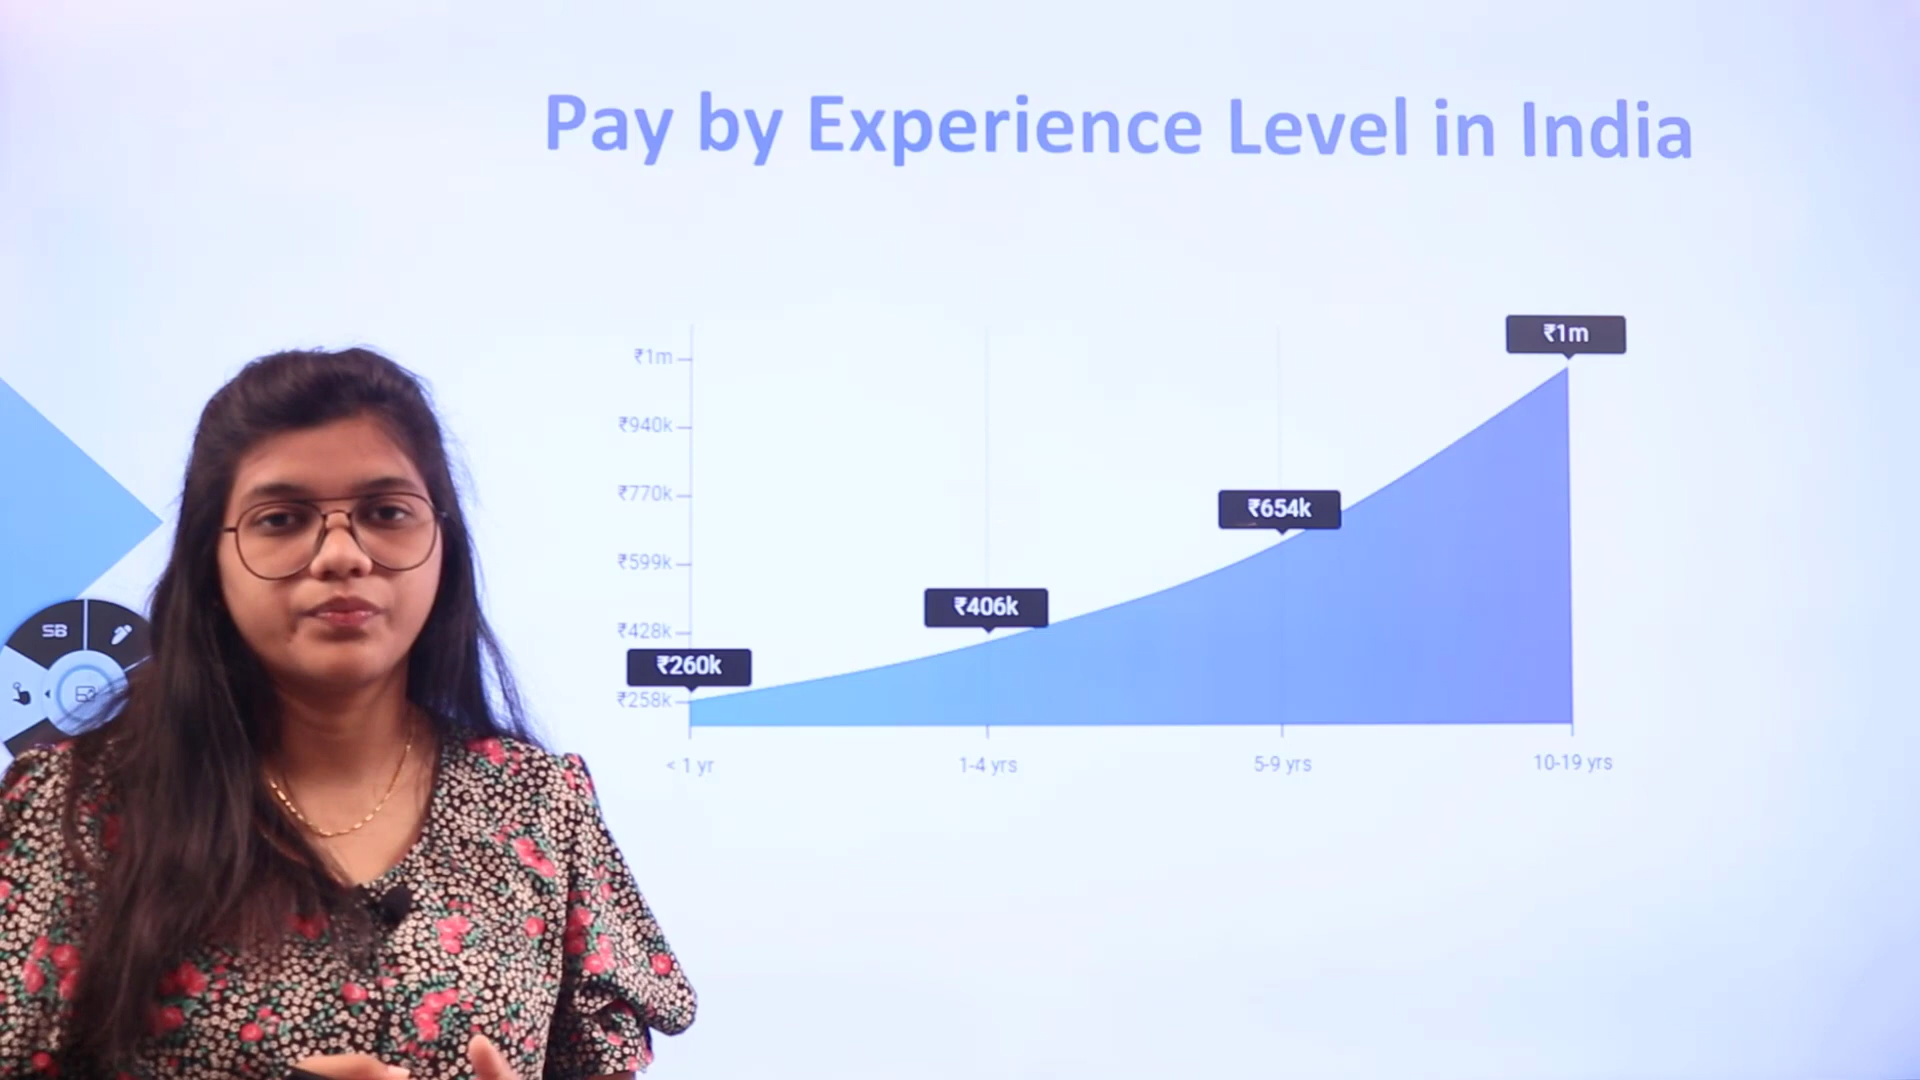 Pay by Experience Level in India
₹1m
₹1m
₹940k
₹770k
₹654k
₹599k
₹406k
₹428k
₹260k
₹258k
SB
< 1 yr
1-4 yrs
5-9 yrs
10-19 yrs